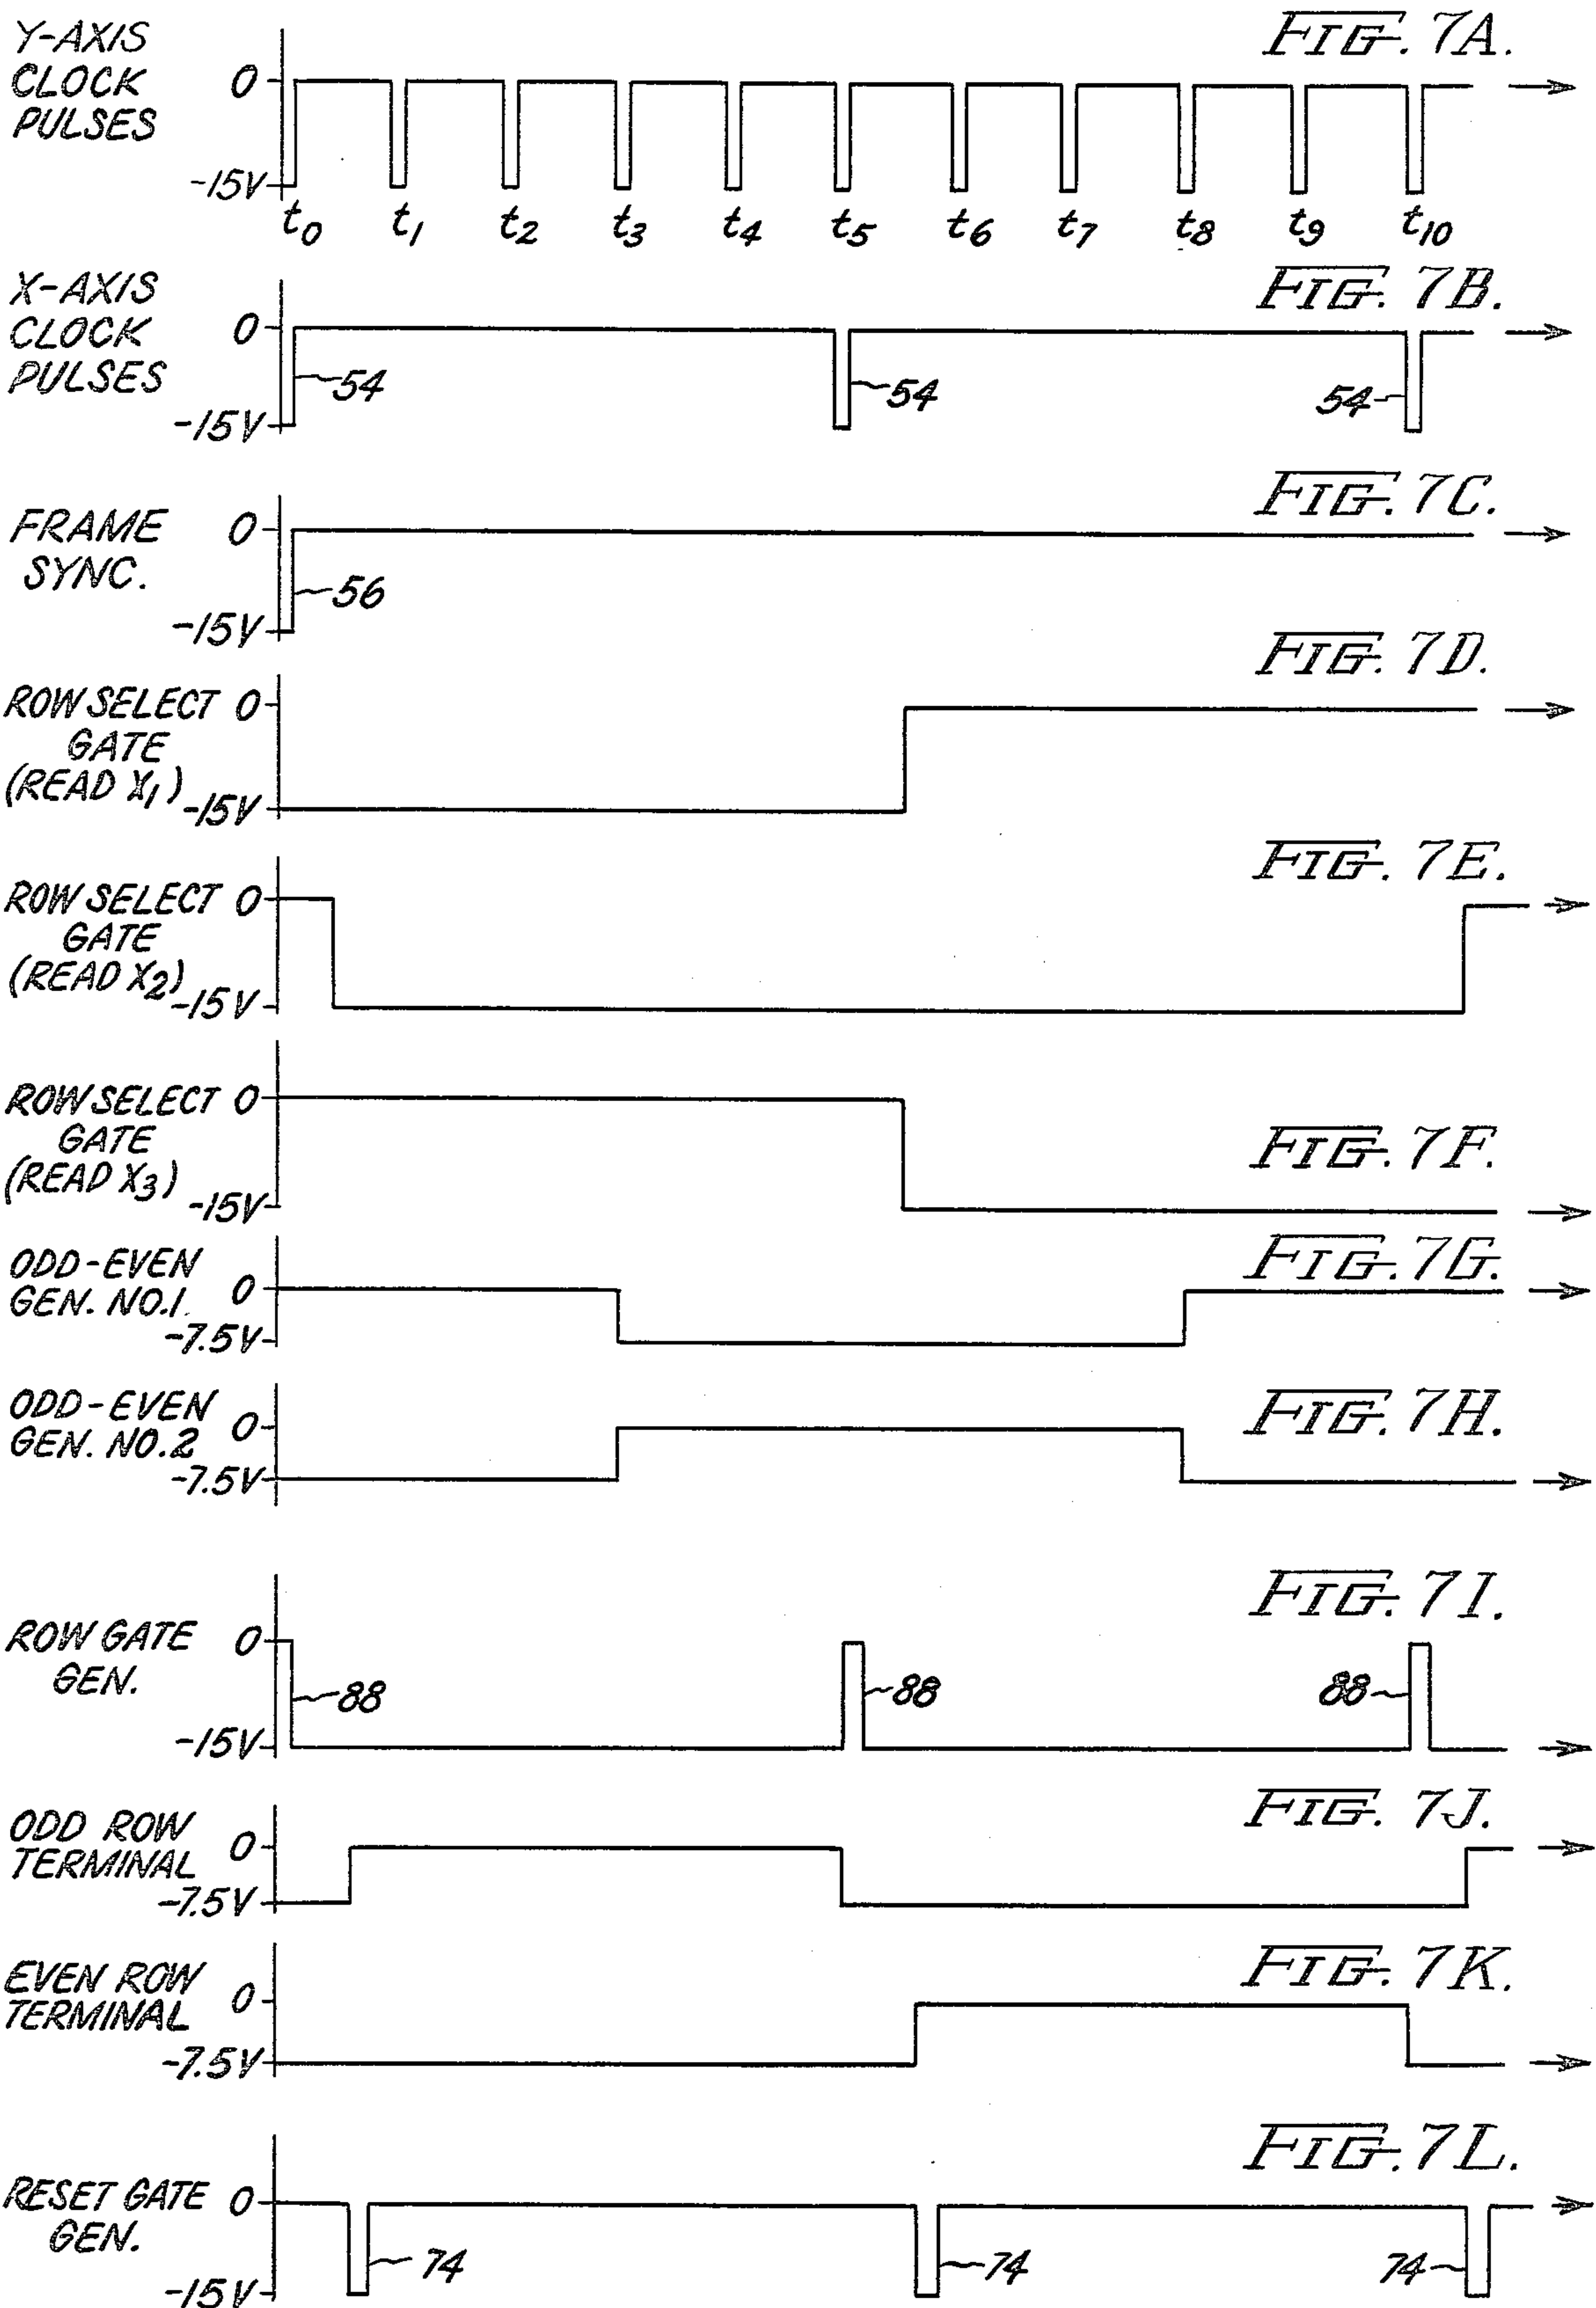 FIG. 7A.
Y-AXIS
CLOCK
PULSES
0
-15V
t0 t1 t2 t3 t4 t5 t6 t7 t8 t9 t10
FIG. 7B.
X-AXIS
CLOCK
PULSES
0
54 54 54
-15V
FIG. 7C.
FRAME
SYNC.
0
56
-15V
FIG. 7D.
ROW SELECT
GATE
(READ X1)
0
-15V
FIG. 7E.
ROW SELECT
GATE
(READ X2)
0
-15V
FIG. 7F.
ROW SELECT
GATE
(READ X3)
0
-15V
FIG. 7G.
ODD-EVEN
GEN. NO.1.
0
-7.5V
FIG. 7H.
ODD-EVEN
GEN. NO.2
0
-7.5V
FIG. 7I.
ROW GATE
GEN.
0
88 88 88
-15V
FIG. 7J.
ODD ROW
TERMINAL
0
-7.5V
FIG. 7K.
EVEN ROW
TERMINAL
0
-7.5V
FIG. 7L.
RESET GATE
GEN.
0
74 74 74
-15V